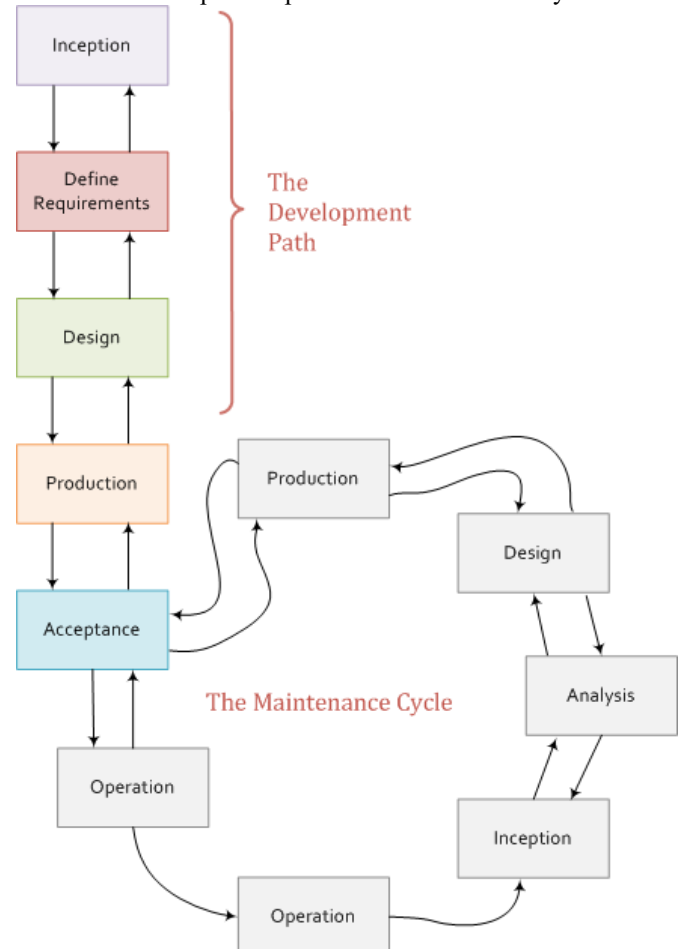 Inception
Define
Requirements
The
Development
Path
Design
Production
Production
Design
Acceptance
Analysis
The Maintenance Cycle
Operation
Inception
Operation